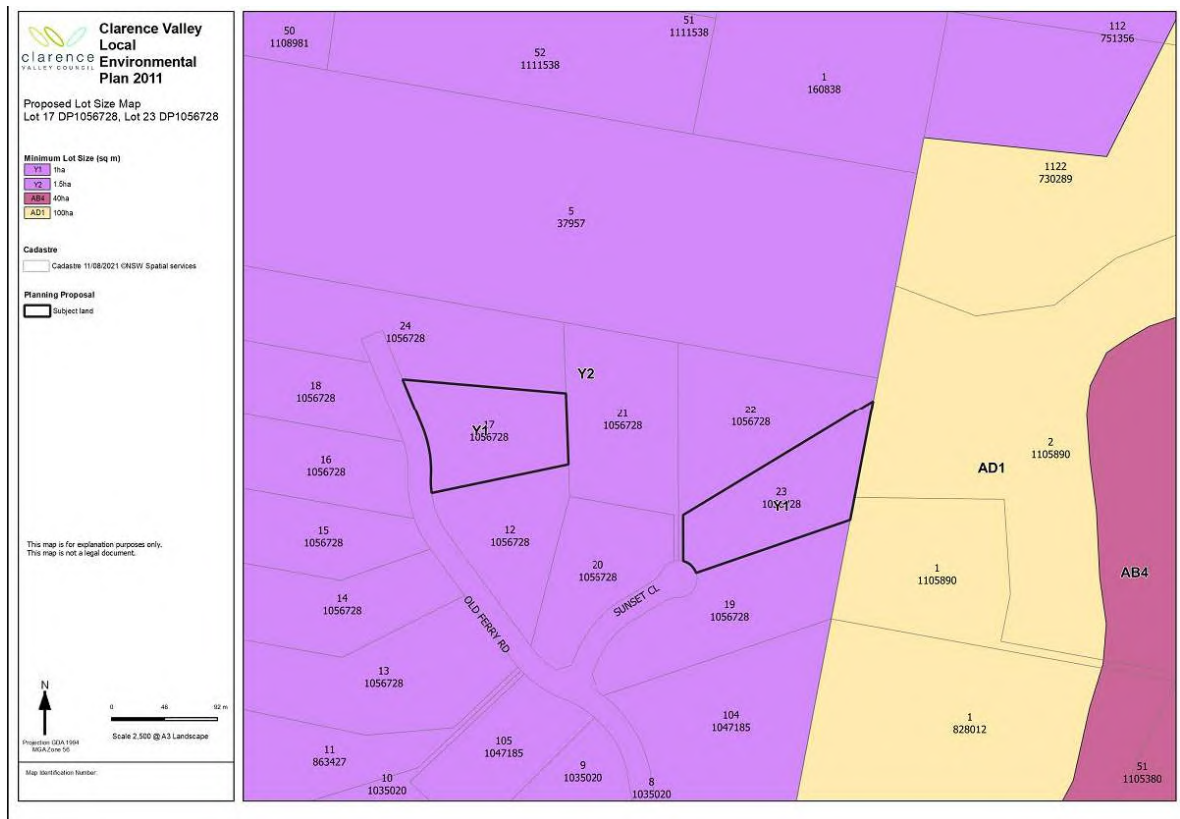 clarence
VALLEY COUNCIL
Clarence Valley
Local
Environmental
Plan 2011
Proposed Lot Size Map
Lot 17 DP1056728, Lot 23 DP1056728
Minimum Lot Size (sq m)
Y1 1ha
Y2 1.5ha
AB4 40ha
AD1 100ha
Cadastre
Cadastre 11/08/2021 ©NSW Spatial services
Planning Proposal
Subject land
This map is for explanation purposes only.
This map is not a legal document.
N
0 46 92 m
Scale 2,500 @ A3 Landscape
Projection GDA 1994
MGA Zone 56
Map Identification Number:
50
1108981
52
1111538
51
1111538
1
160838
112
751356
1122
730289
5
37957
24
1056728
18
1056728
Y2
17
Y1
1056728
21
1056728
22
1056728
16
1056728
23
1056728
Y1
AD1
2
1105890
15
1056728
12
1056728
20
1056728
14
1056728
OLD FERRY RD
SUNSET CL
19
1056728
1
1105890
AB4
13
1056728
104
1047185
1
828012
11
863427
105
1047185
9
1035020
10
1035020
8
1035020
51
1105380